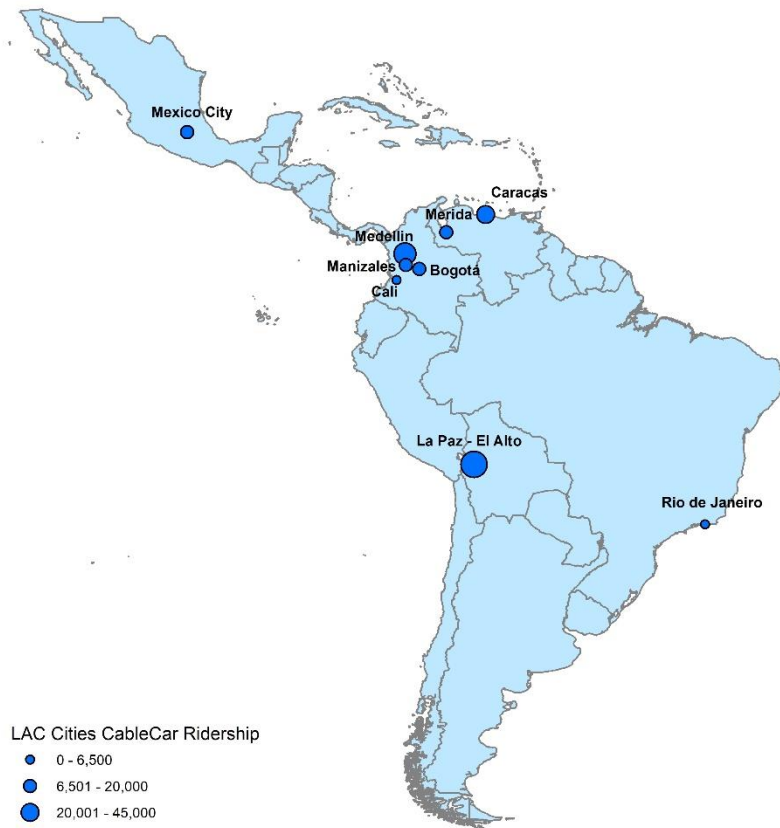 Mexico City
Caracas
Merida
Medellin
Manizales
Bogotá
Cali
La Paz - El Alto
Rio de Janeiro
LAC Cities CableCar Ridership
0 - 6,500
6,501 - 20,000
20,001 - 45,000